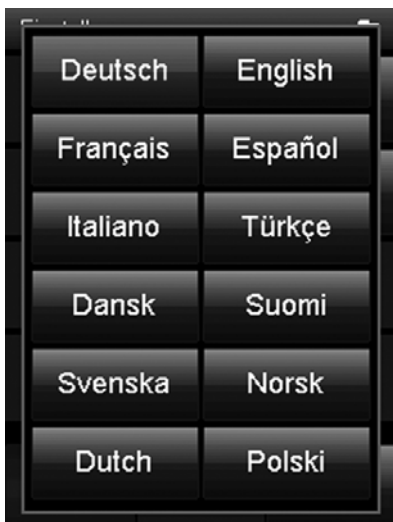 Deutsch English
Français Español
Italiano Türkçe
Dansk Suomi
Svenska Norsk
Dutch Polski